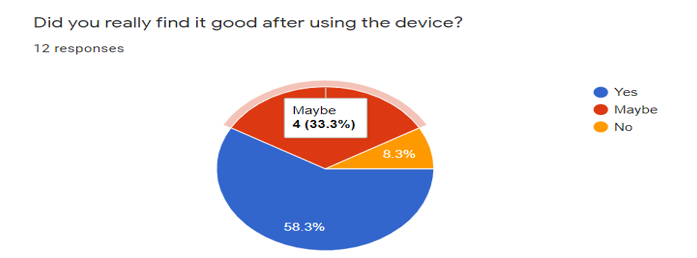 Did you really find it good after using the device?
12 responses
Maybe
4 (33.3%)
8.3%
58.3%
Yes
Maybe
No